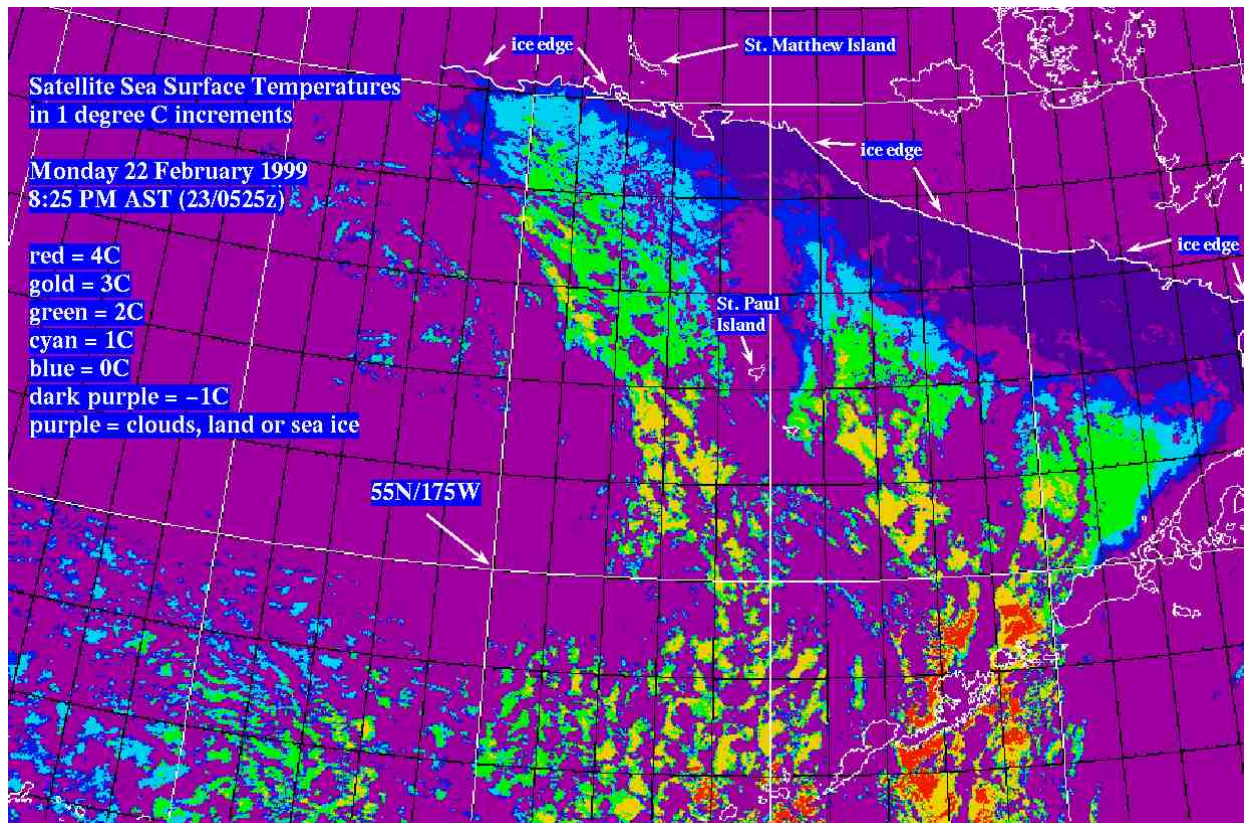 ice edge
St. Matthew Island
Satellite Sea Surface Temperatures
in 1 degree C increments
ice edge
Monday 22 February 1999
8:25 PM AST (23/0525z)
ice edge
red = 4C
gold = 3C
green = 2C
cyan = 1C
blue = 0C
dark purple = −1C
purple = clouds, land or sea ice
St. Paul
Island
55N/175W